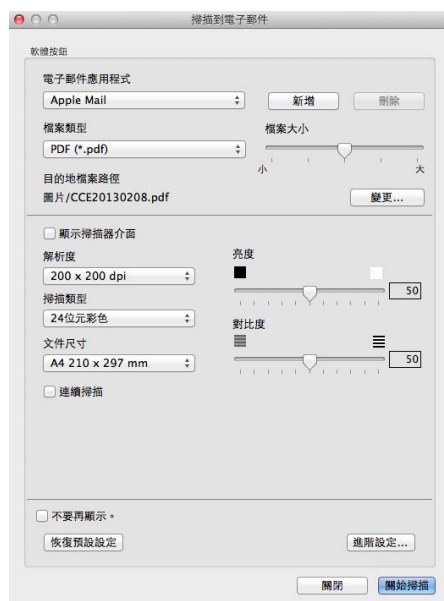 掃描到電子郵件
軟體按鈕
電子郵件應用程式
Apple Mail
新增
刪除
檔案類型
檔案大小
PDF (*.pdf)
小
大
目的地檔案路徑
圖片/CCE20130208.pdf
變更...
顯示掃描器介面
解析度
亮度
200 x 200 dpi
50
掃描類型
24位元彩色
對比度
文件尺寸
A4 210 x 297 mm
50
連續掃描
不要再顯示。
恢復預設設定
進階設定...
關閉
開始掃描